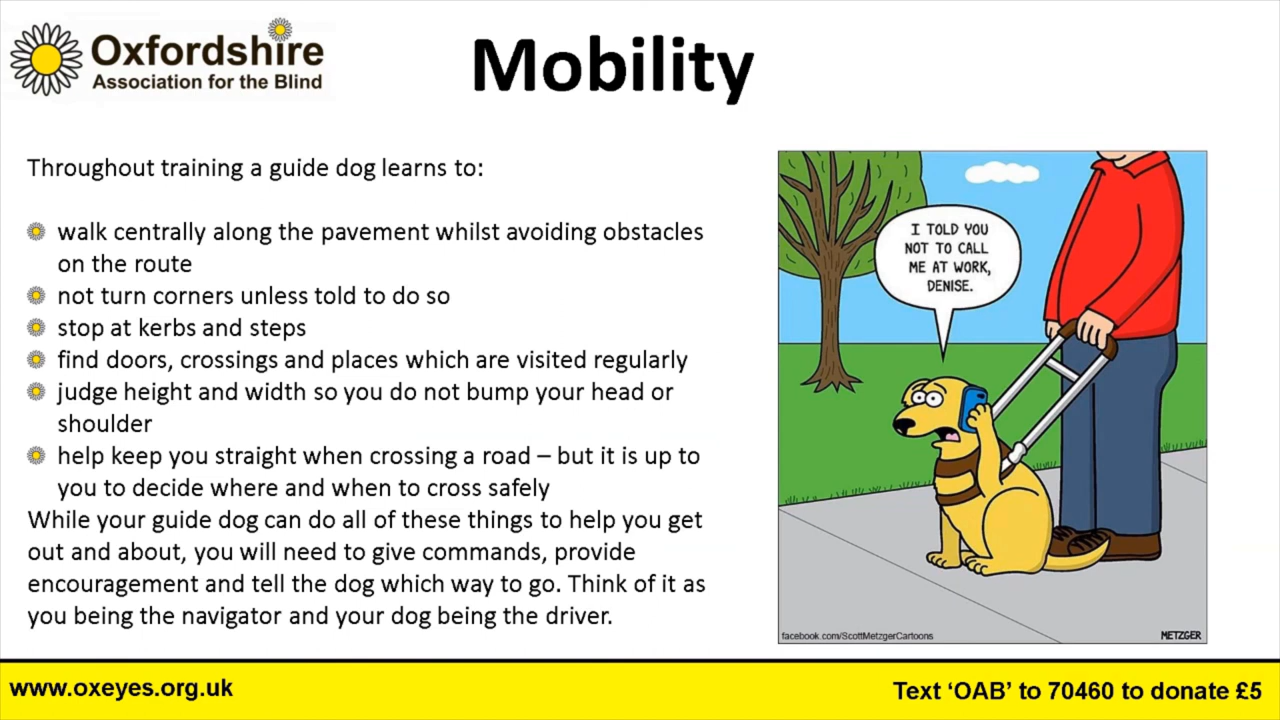 Oxfordshire
Association for the Blind
Mobility
Throughout training a guide dog learns to:
walk centrally along the pavement whilst avoiding obstacles
on the route
not turn corners unless told to do so
stop at kerbs and steps
find doors, crossings and places which are visited regularly
judge height and width so you do not bump your head or
shoulder
help keep you straight when crossing a road – but it is up to
you to decide where and when to cross safely
While your guide dog can do all of these things to help you get
out and about, you will need to give commands, provide
encouragement and tell the dog which way to go. Think of it as
you being the navigator and your dog being the driver.
I TOLD YOU
NOT TO CALL
ME AT WORK,
DENISE.
facebook.com/ScottMetzgerCartoons
METZGER
www.oxeyes.org.uk
Text ‘OAB’ to 70460 to donate £5